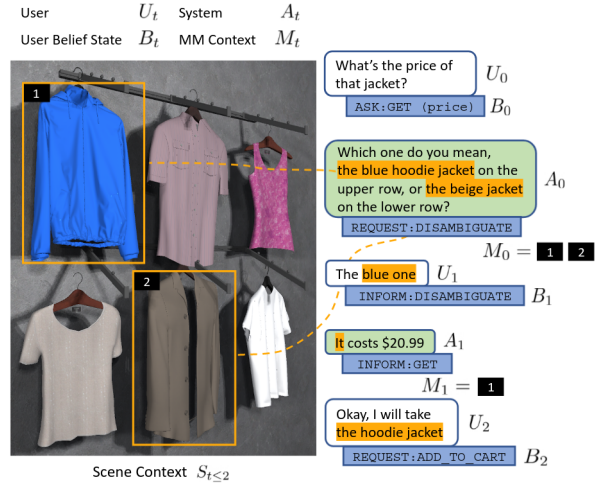 User U_t System A_t
User Belief State B_t MM Context M_t
1
2
Scene Context S_{t≤2}
What's the price of
that jacket?
U_0
ASK:GET (price)
B_0
Which one do you mean,
the blue hoodie jacket on the
upper row, or the beige jacket
on the lower row?
A_0
REQUEST:DISAMBIGUATE
M_0 = 1 2
The blue one
U_1
INFORM:DISAMBIGUATE
B_1
It costs $20.99
A_1
INFORM:GET
M_1 = 1
Okay, I will take
the hoodie jacket
U_2
REQUEST:ADD_TO_CART
B_2